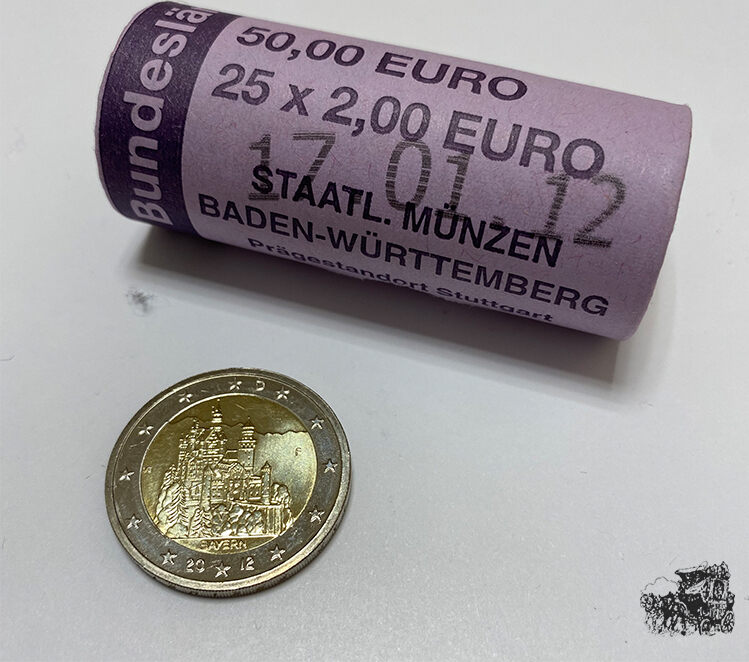 Bundeslä
50,00 EURO
25 x 2,00 EURO
17.01.12
STAATL. MÜNZEN
BADEN-WÜRTTEMBERG
Prägestandort Stuttgart
D
F
BAYERN
2012